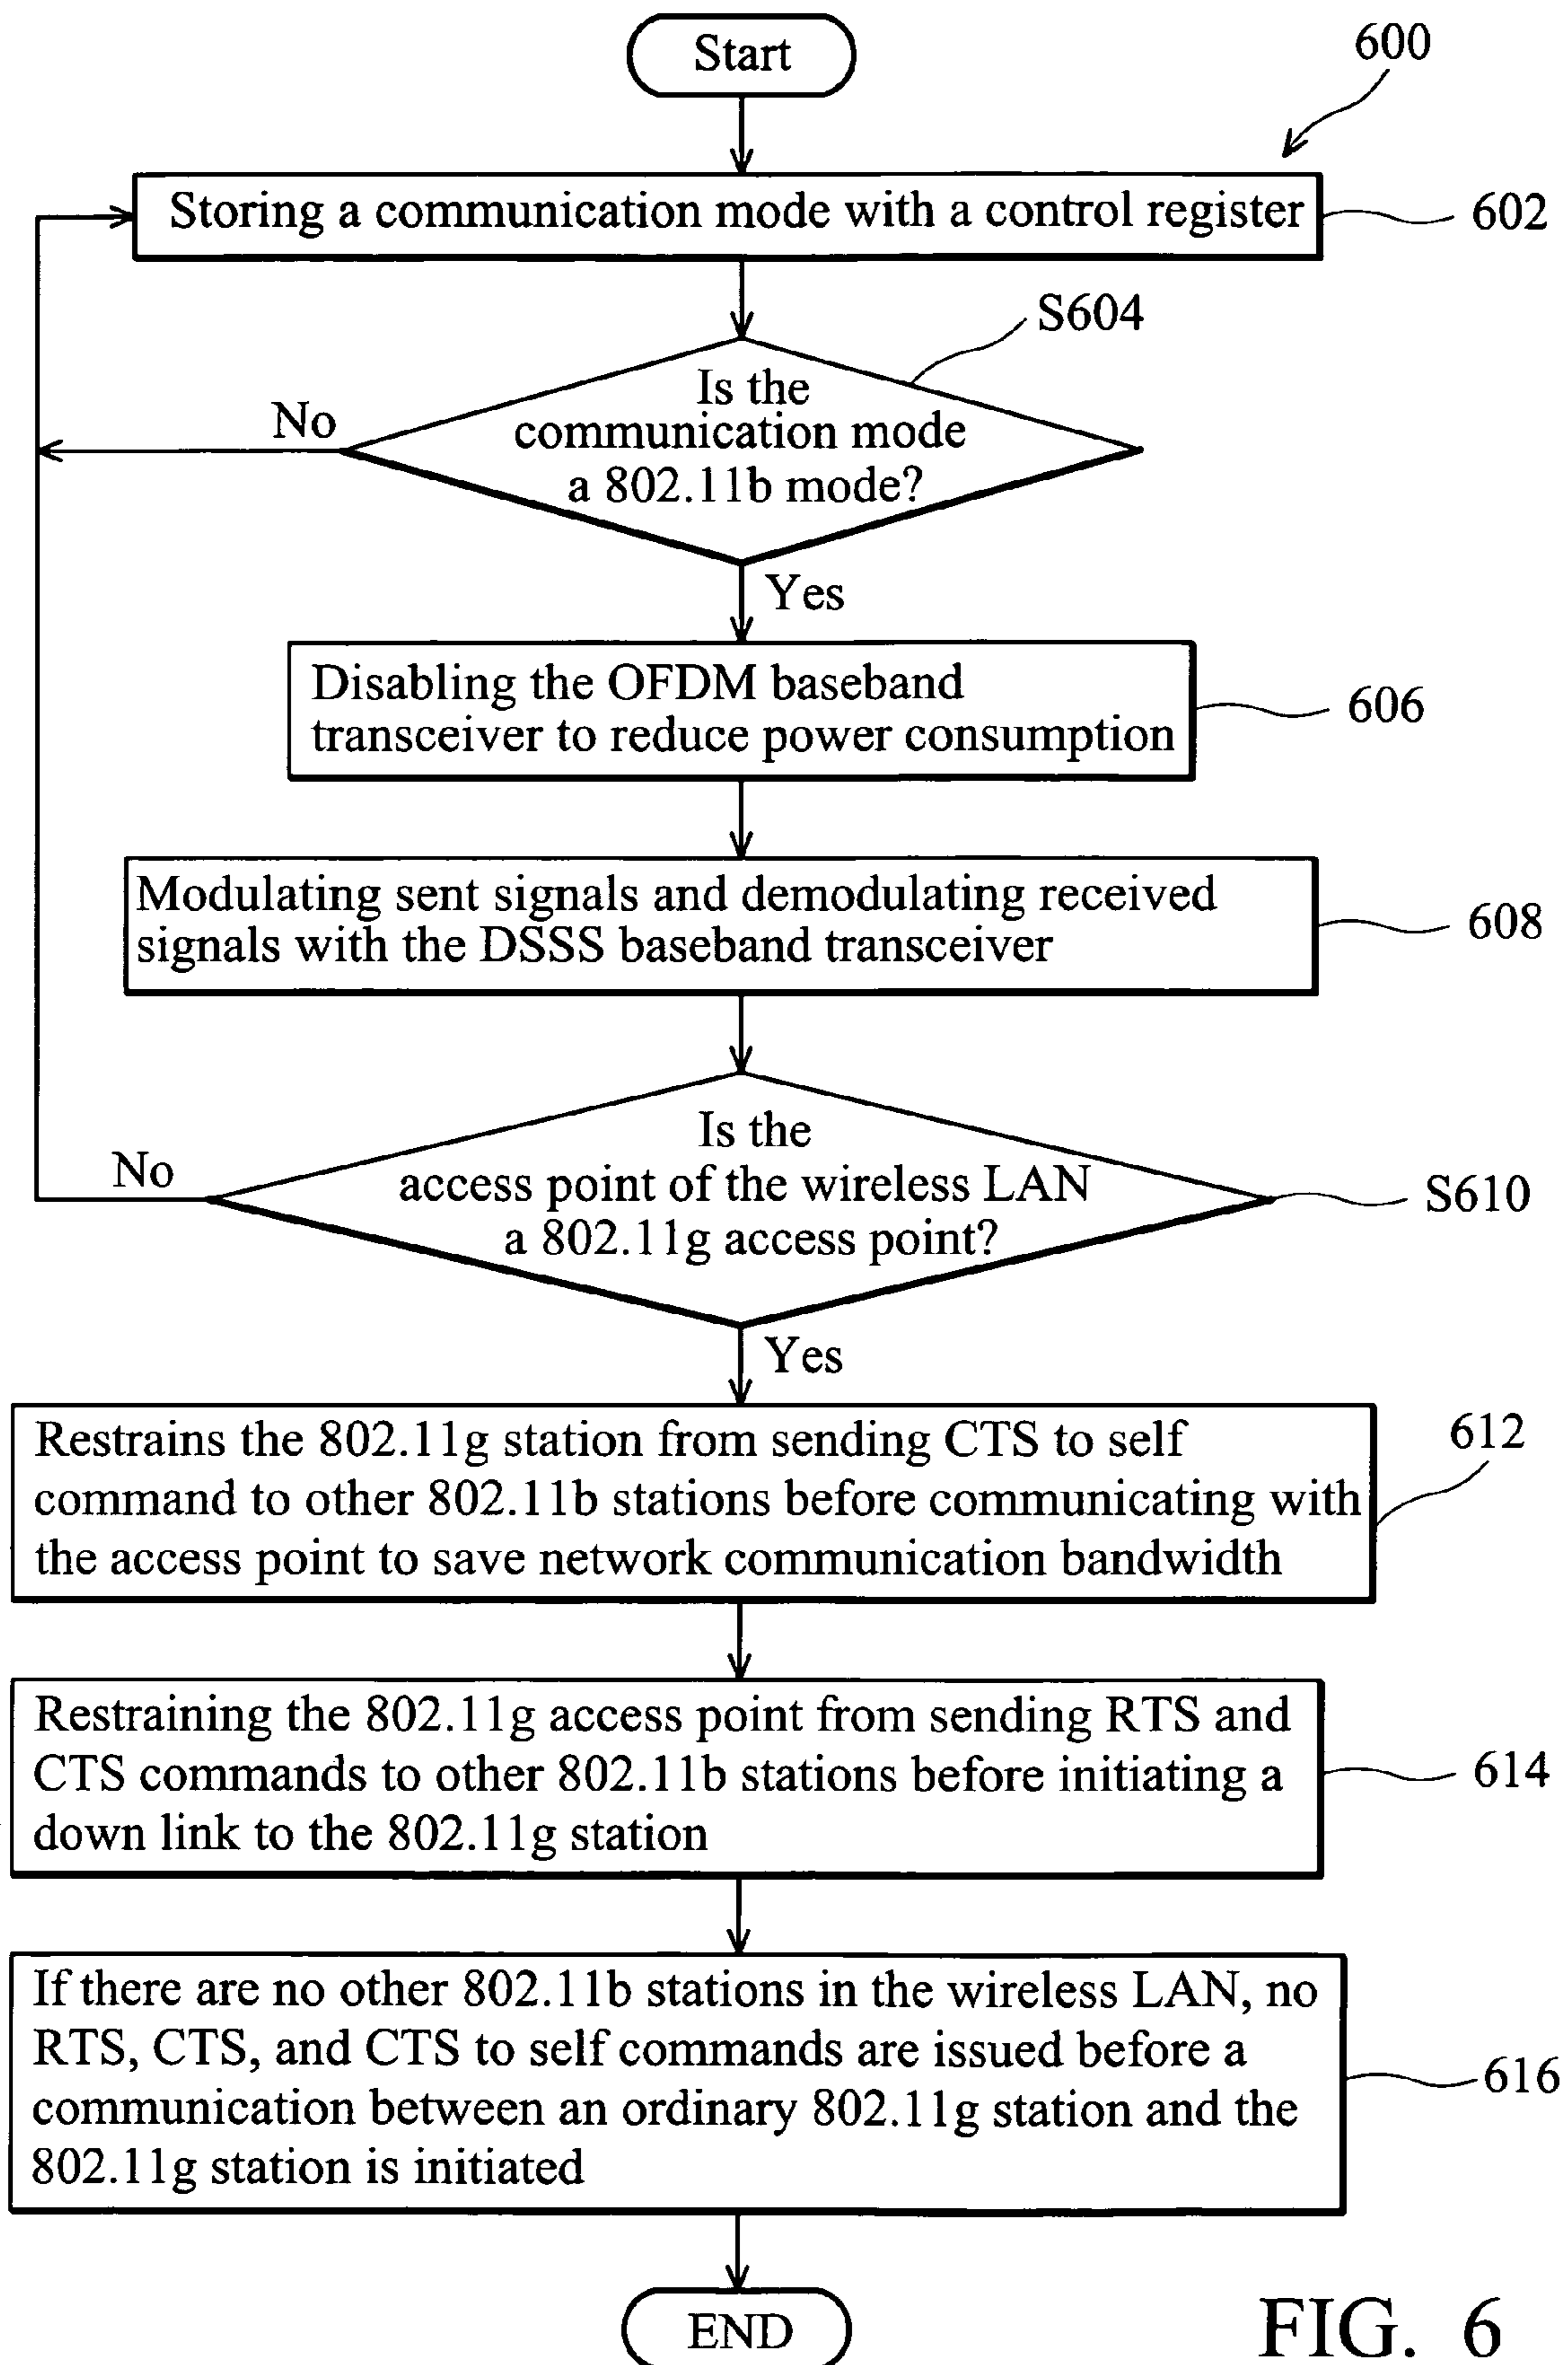 Start
600
Storing a communication mode with a control register
602
S604
Is the
communication mode
a 802.11b mode?
No
Yes
Disabling the OFDM baseband
transceiver to reduce power consumption
606
Modulating sent signals and demodulating received
signals with the DSSS baseband transceiver
608
Is the
access point of the wireless LAN
a 802.11g access point?
No
S610
Yes
Restrains the 802.11g station from sending CTS to self
command to other 802.11b stations before communicating with
the access point to save network communication bandwidth
612
Restraining the 802.11g access point from sending RTS and
CTS commands to other 802.11b stations before initiating a
down link to the 802.11g station
614
If there are no other 802.11b stations in the wireless LAN, no
RTS, CTS, and CTS to self commands are issued before a
communication between an ordinary 802.11g station and the
802.11g station is initiated
616
END
FIG. 6